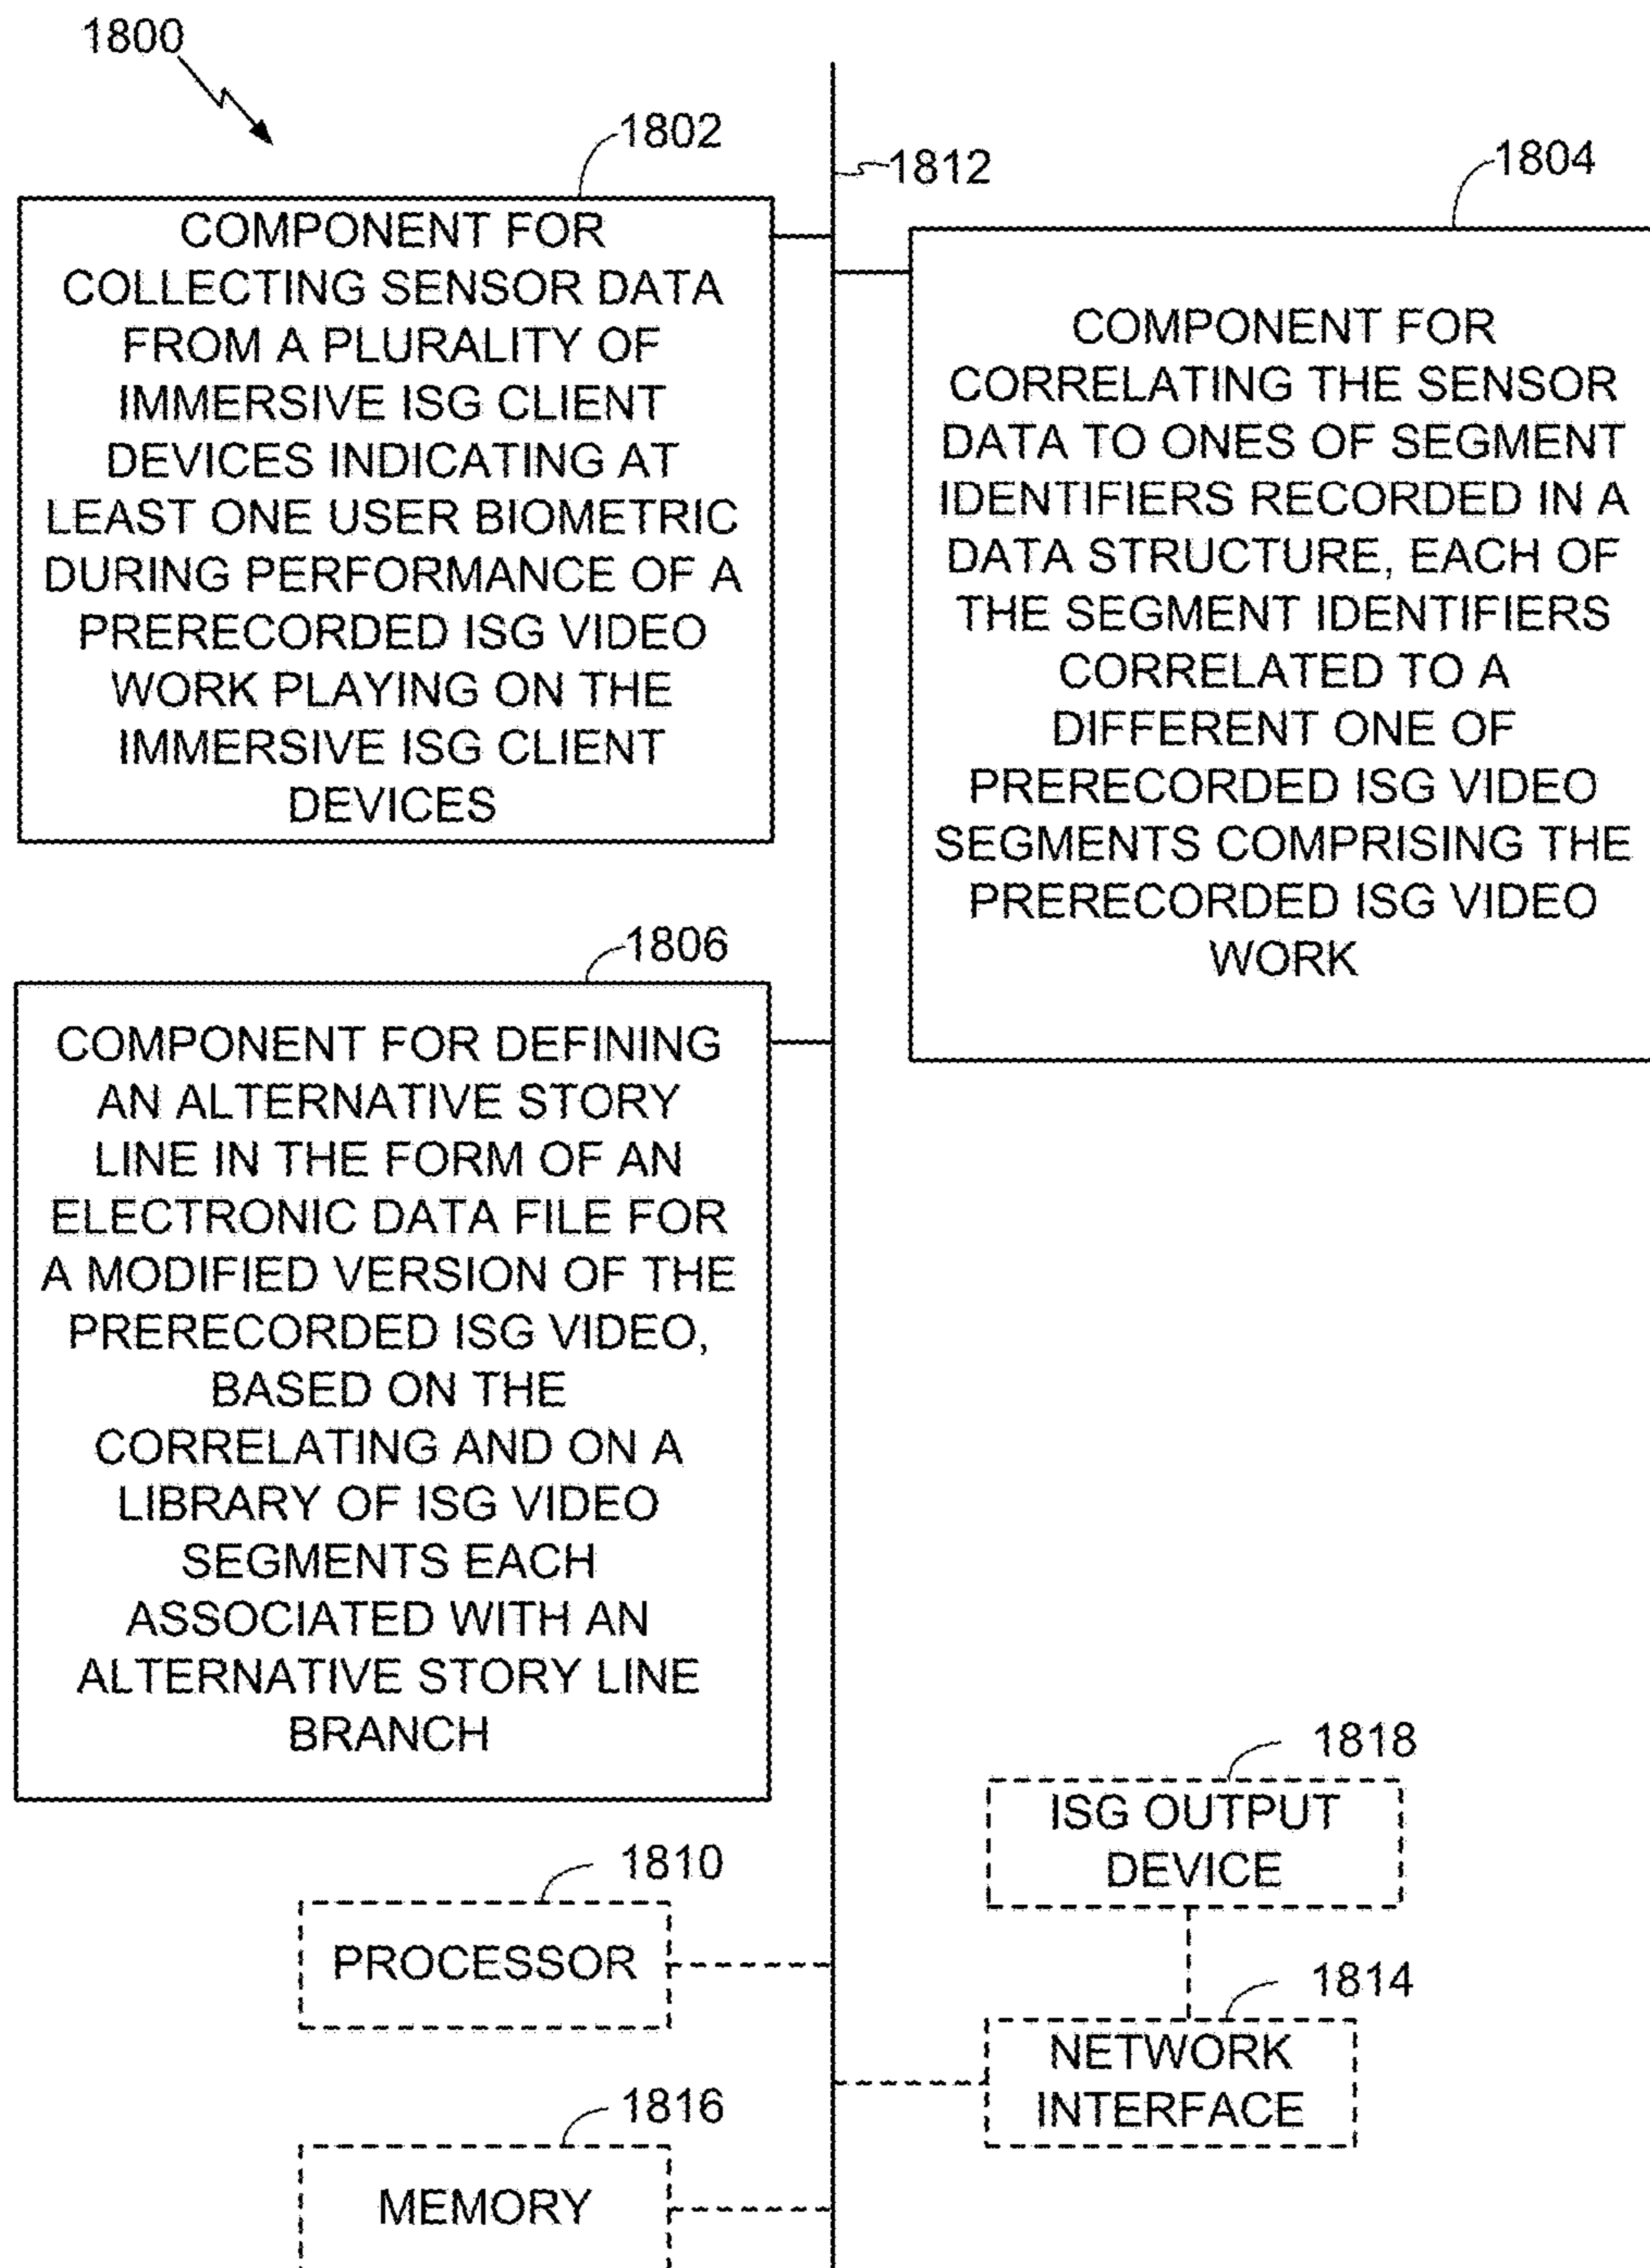 1800
1802
COMPONENT FOR
COLLECTING SENSOR DATA
FROM A PLURALITY OF
IMMERSIVE ISG CLIENT
DEVICES INDICATING AT
LEAST ONE USER BIOMETRIC
DURING PERFORMANCE OF A
PRERECORDED ISG VIDEO
WORK PLAYING ON THE
IMMERSIVE ISG CLIENT
DEVICES
1812
1804
COMPONENT FOR
CORRELATING THE SENSOR
DATA TO ONES OF SEGMENT
IDENTIFIERS RECORDED IN A
DATA STRUCTURE, EACH OF
THE SEGMENT IDENTIFIERS
CORRELATED TO A
DIFFERENT ONE OF
PRERECORDED ISG VIDEO
SEGMENTS COMPRISING THE
PRERECORDED ISG VIDEO
WORK
1806
COMPONENT FOR DEFINING
AN ALTERNATIVE STORY
LINE IN THE FORM OF AN
ELECTRONIC DATA FILE FOR
A MODIFIED VERSION OF THE
PRERECORDED ISG VIDEO,
BASED ON THE
CORRELATING AND ON A
LIBRARY OF ISG VIDEO
SEGMENTS EACH
ASSOCIATED WITH AN
ALTERNATIVE STORY LINE
BRANCH
1818
ISG OUTPUT
DEVICE
1810
PROCESSOR
1814
NETWORK
INTERFACE
1816
MEMORY